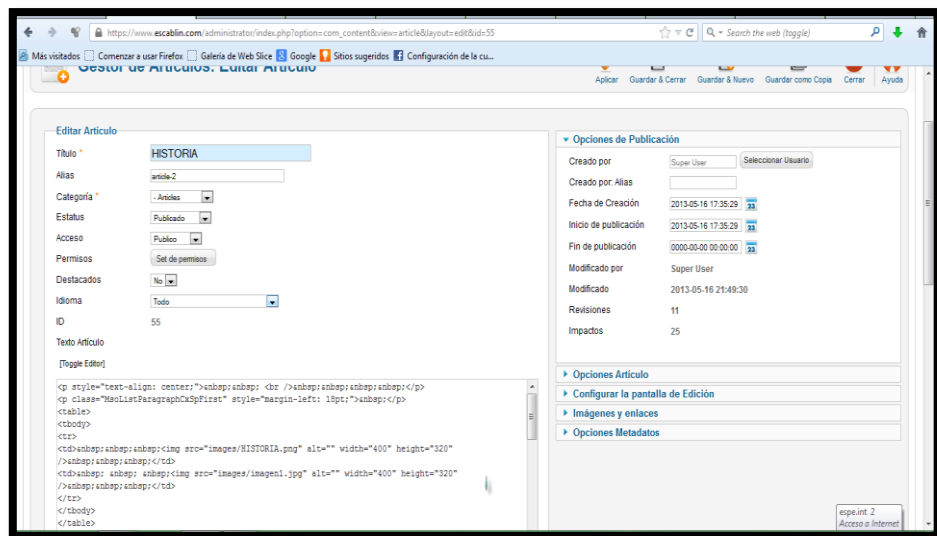 https://www.escablin.com/administrator/index.php?option=com_content&view=article&layout=edit&id=55
Search the web (toggle)
Más visitados Comenzar a usar Firefox Galería de Web Slice Google Sitios sugeridos Configuración de la cu...
Gestor de Artículos: Editar Artículo
Aplicar Guardar & Cerrar Guardar & Nuevo Guardar como Copia Cerrar Ayuda
Editar Artículo
Título * HISTORIA
Alias article-2
Categoría * - Articles
Estatus Publicado
Acceso Publico
Permisos Set de permisos
Destacados No
Idioma Todo
ID 55
Texto Artículo
[Toggle Editor]
<p style="text-align: center;">&nbsp;&nbsp; <br />&nbsp;&nbsp;&nbsp;&nbsp;</p>
<p class="MsoListParagraphCxSpFirst" style="margin-left: 18pt;">&nbsp;</p>
<table>
<tbody>
<tr>
<td>&nbsp;&nbsp;&nbsp;<img src="images/HISTORIA.png" alt="" width="400" height="320"
/>&nbsp;&nbsp;&nbsp;</td>
<td>&nbsp; &nbsp; &nbsp;<img src="images/imagen1.jpg" alt="" width="400" height="320"
/>&nbsp;&nbsp;&nbsp;</td>
</tr>
</tbody>
</table>
Opciones de Publicación
Creado por Super User Seleccionar Usuario
Creado por: Alias
Fecha de Creación 2013-05-16 17:35:29 23
Inicio de publicación 2013-05-16 17:35:29 23
Fin de publicación 0000-00-00 00:00:00 23
Modificado por Super User
Modificado 2013-05-16 21:49:30
Revisiones 11
Impactos 25
Opciones Artículo
Configurar la pantalla de Edición
Imágenes y enlaces
Opciones Metadatos
espe.int 2
Acceso a Internet